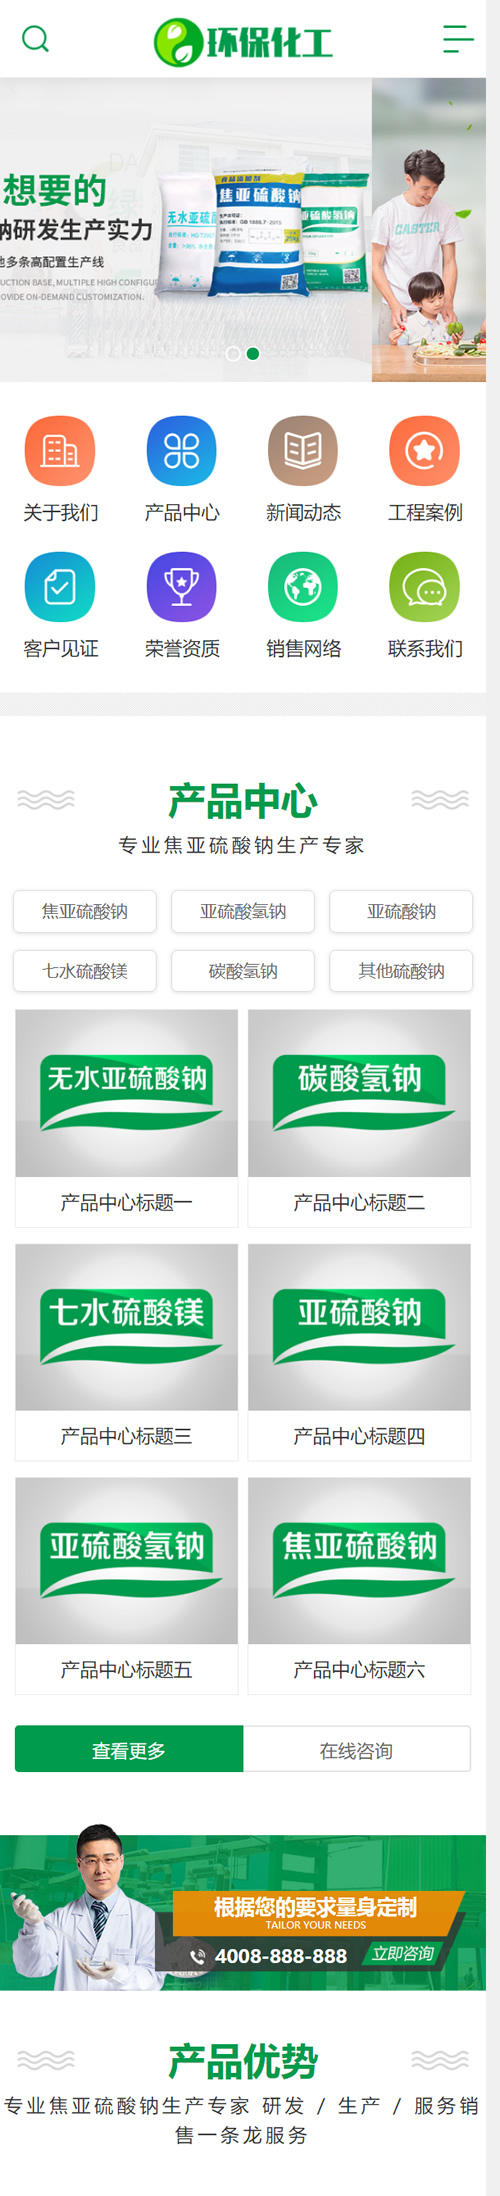 环保化工
想要的
钠研发生产实力
地多条高配置生产线
UCTION BASE, MULTIPLE HIGH CONFIGU
OVIDE ON-DEMAND CUSTOMIZATION.
无水亚硫酸
食品添加剂
焦亚硫酸钠
亚硫酸氢钠
CASTER
关于我们 产品中心 新闻动态 工程案例
客户见证 荣誉资质 销售网络 联系我们
产品中心
专业焦亚硫酸钠生产专家
焦亚硫酸钠 亚硫酸氢钠 亚硫酸钠
七水硫酸镁 碳酸氢钠 其他硫酸钠
无水亚硫酸钠 碳酸氢钠
产品中心标题一 产品中心标题二
七水硫酸镁 亚硫酸钠
产品中心标题三 产品中心标题四
亚硫酸氢钠 焦亚硫酸钠
产品中心标题五 产品中心标题六
查看更多 在线咨询
根据您的要求量身定制
TAILOR YOUR NEEDS
4008-888-888 立即咨询
产品优势
专业焦亚硫酸钠生产专家 研发 / 生产 / 服务销
售一条龙服务